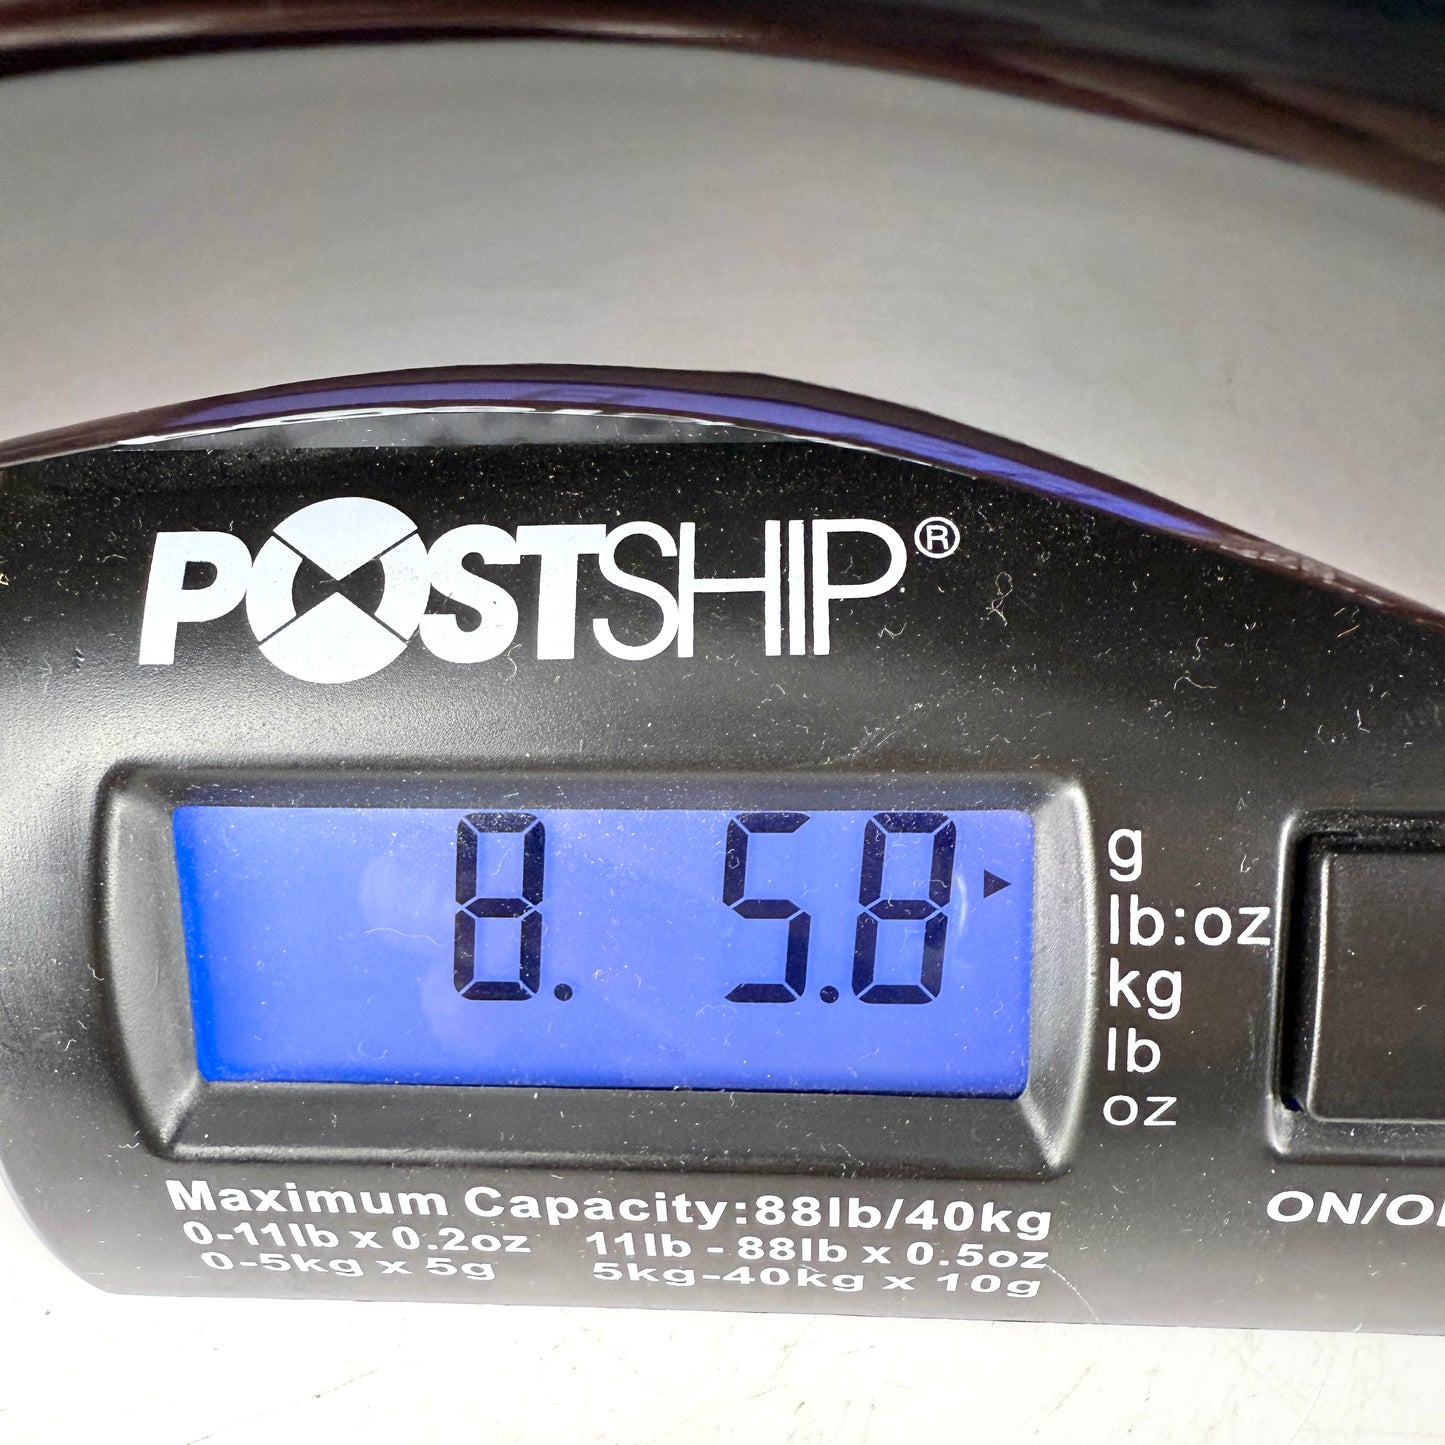 POSTSHIP®
8. 5.8
g
lb:oz
kg
lb
oz
Maximum Capacity:88lb/40kg
0-11lb x 0.2oz 11lb - 88lb x 0.5oz
0-5kg x 5g 5kg-40kg x 10g